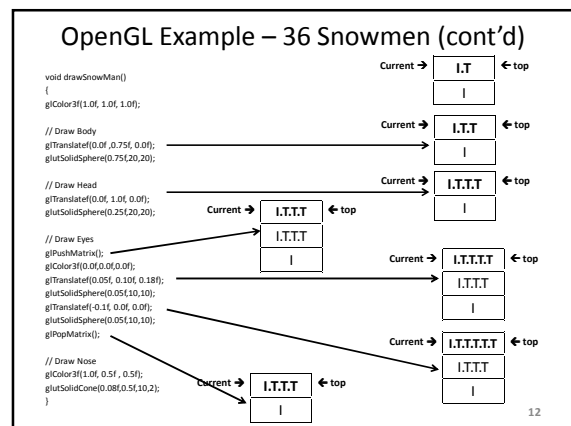 OpenGL Example – 36 Snowmen (cont'd)
void drawSnowMan()
{
glColor3f(1.0f, 1.0f, 1.0f);
// Draw Body
glTranslatef(0.0f ,0.75f, 0.0f);
glutSolidSphere(0.75f,20,20);
// Draw Head
glTranslatef(0.0f, 1.0f, 0.0f);
glutSolidSphere(0.25f,20,20);
// Draw Eyes
glPushMatrix();
glColor3f(0.0f,0.0f,0.0f);
glTranslatef(0.05f, 0.10f, 0.18f);
glutSolidSphere(0.05f,10,10);
glTranslatef(-0.1f, 0.0f, 0.0f);
glutSolidSphere(0.05f,10,10);
glPopMatrix();
// Draw Nose
glColor3f(1.0f, 0.5f , 0.5f);
glutSolidCone(0.08f,0.5f,10,2);
}
Current → I.T ← top
I
Current → I.T.T ← top
I
Current → I.T.T.T ← top
I
Current → I.T.T.T ← top
I.T.T.T
I
Current → I.T.T.T.T ← top
I.T.T.T
I
Current → I.T.T.T.T.T ← top
I.T.T.T
I
Current → I.T.T.T ← top
I
12